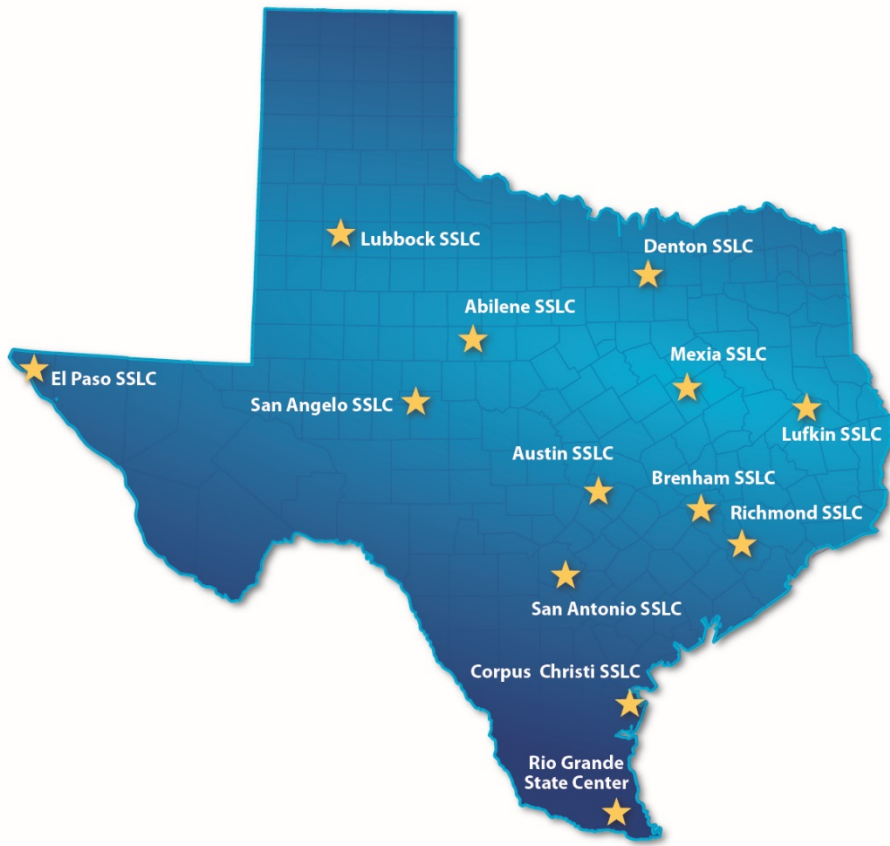 Lubbock SSLC
Denton SSLC
Abilene SSLC
Mexia SSLC
El Paso SSLC
San Angelo SSLC
Lufkin SSLC
Austin SSLC
Brenham SSLC
Richmond SSLC
San Antonio SSLC
Corpus Christi SSLC
Rio Grande
State Center